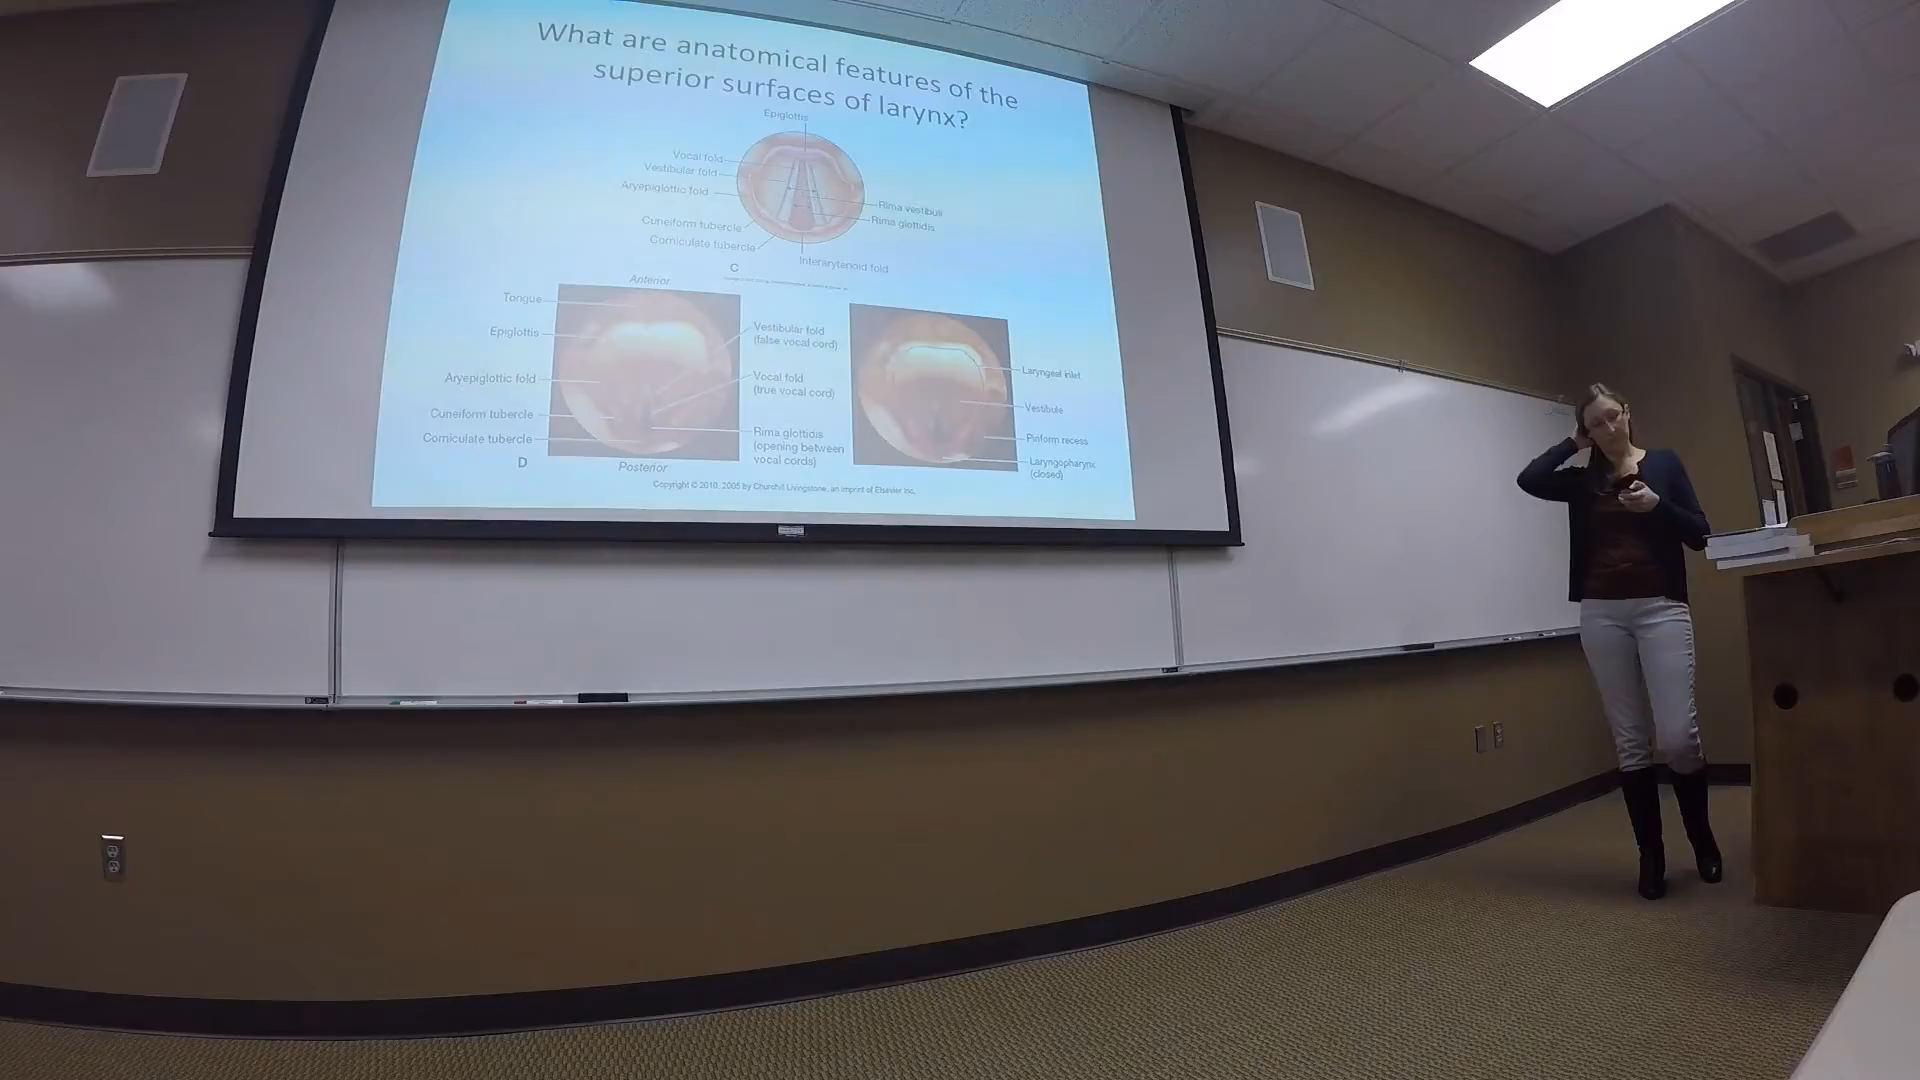 What are anatomical features of the
superior surfaces of larynx?
Epiglottis
Vocal fold
Vestibular fold
Aryepiglottic fold
Cuneiform tubercle
Corniculate tubercle
Rima vestibuli
Rima glottidis
Interarytenoid fold
C
Anterior
Tongue
Epiglottis
Aryepiglottic fold
Cuneiform tubercle
Corniculate tubercle
D
Posterior
Vestibular fold
(false vocal cord)
Vocal fold
(true vocal cord)
Rima glottidis
(opening between
vocal cords)
Laryngeal inlet
Vestibule
Piriform recess
Laryngopharynx
(closed)
Copyright © 2010, 2005 by Churchill Livingstone, an imprint of Elsevier Inc.